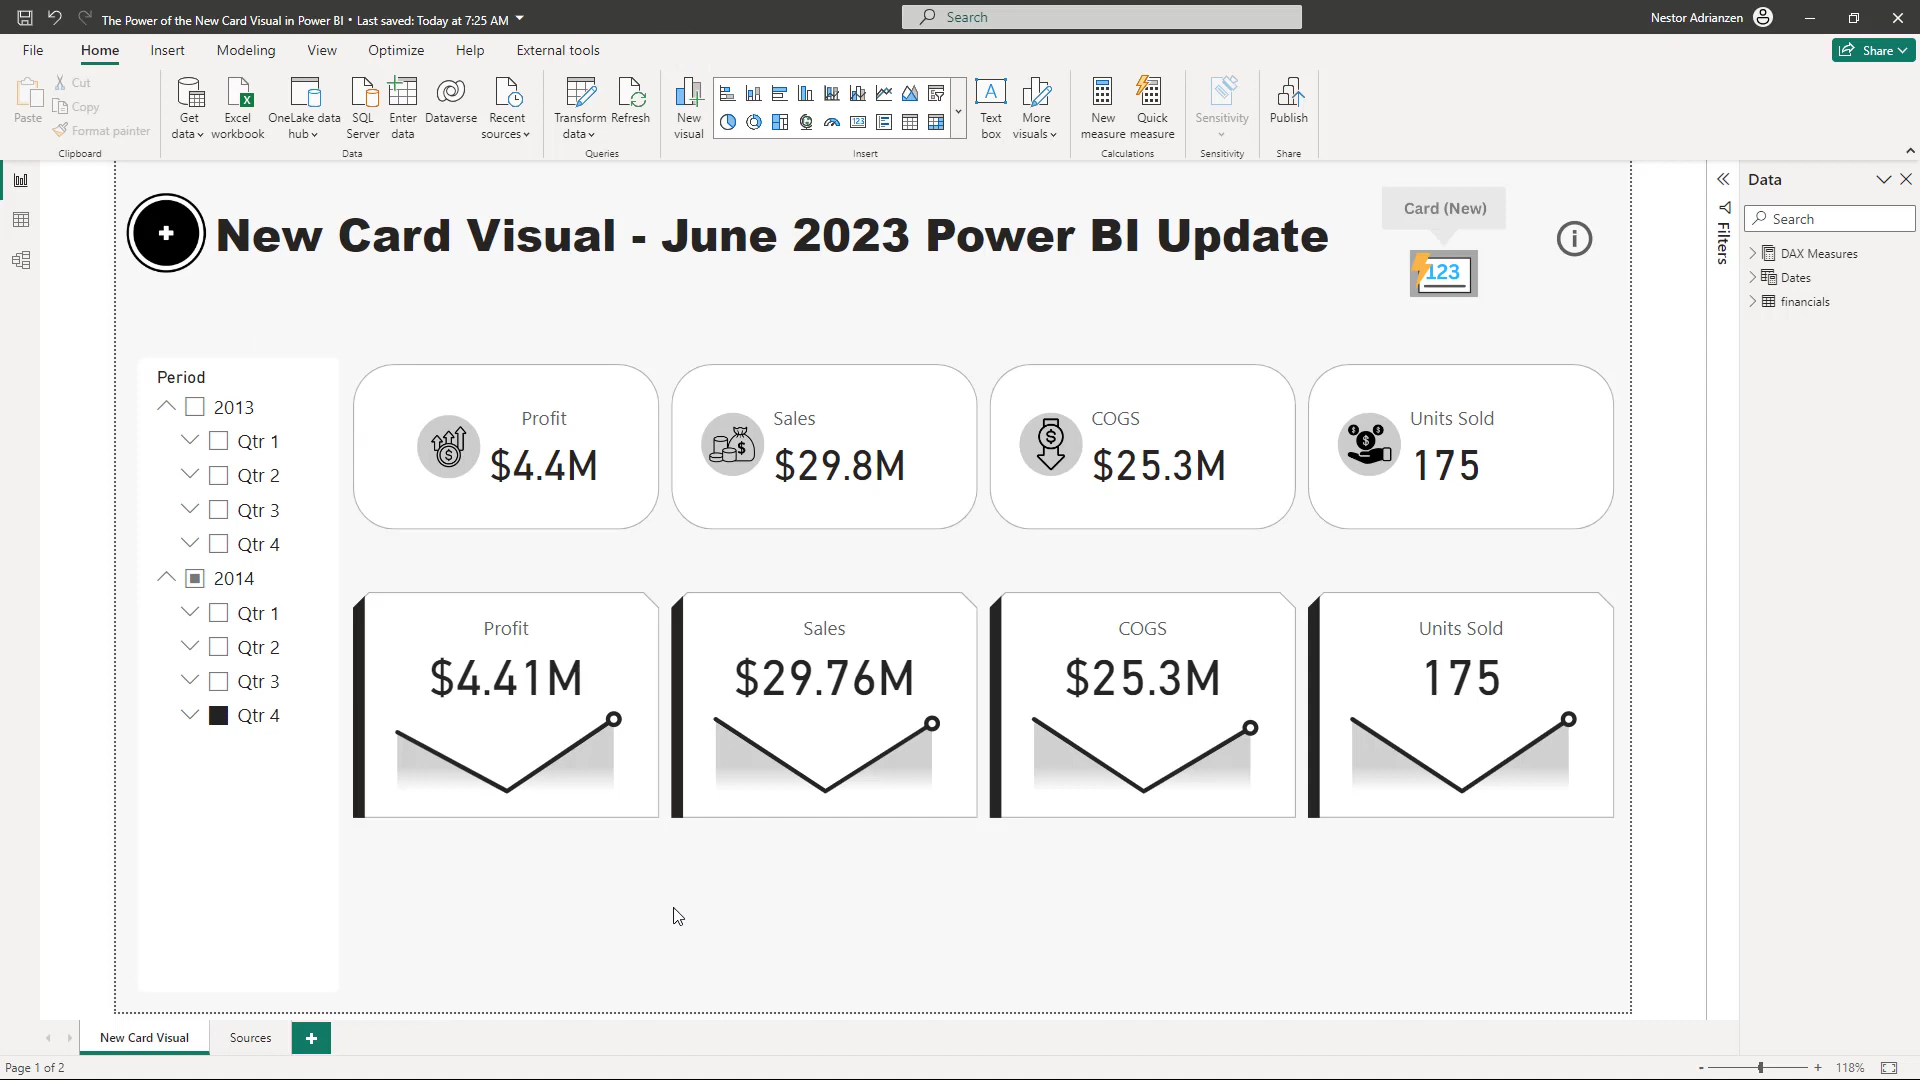 The Power of the New Card Visual in Power BI • Last saved: Today at 7:25 AM
Search
Nestor Adrianzen
File
Home
Insert
Modeling
View
Optimize
Help
External tools
Share
Paste
Cut
Copy
Format painter
Clipboard
Get data
Excel workbook
OneLake data hub
SQL Server
Enter data
Dataverse
Recent sources
Data
Transform data
Refresh
Queries
New visual
Text box
More visuals
Insert
New measure
Quick measure
Calculations
Sensitivity
Sensitivity
Publish
Share
New Card Visual - June 2023 Power BI Update
Card (New)
123
Filters
Data
Search
DAX Measures
Dates
financials
Period
2013
Qtr 1
Qtr 2
Qtr 3
Qtr 4
2014
Qtr 1
Qtr 2
Qtr 3
Qtr 4
Profit
$4.4M
Sales
$29.8M
COGS
$25.3M
Units Sold
175
Profit
$4.41M
Sales
$29.76M
COGS
$25.3M
Units Sold
175
New Card Visual
Sources
Page 1 of 2
118%